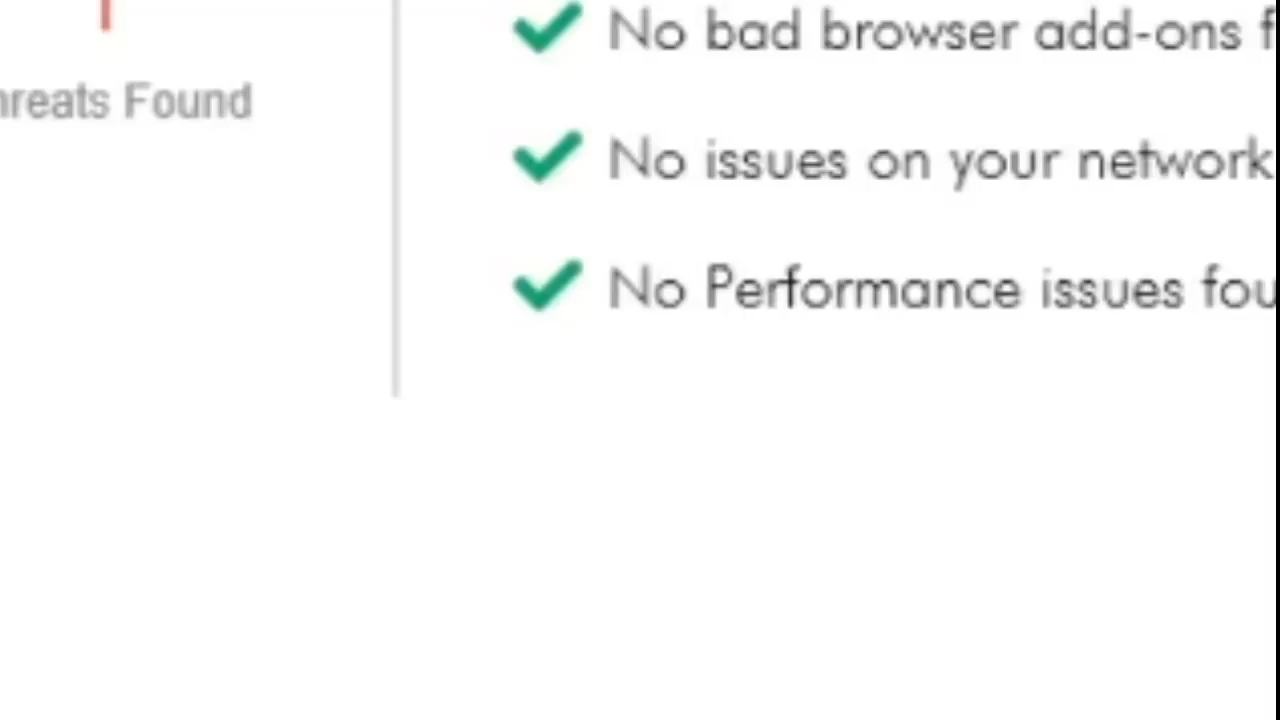 No bad browser add-ons f
hreats Found
No issues on your network
No Performance issues fou